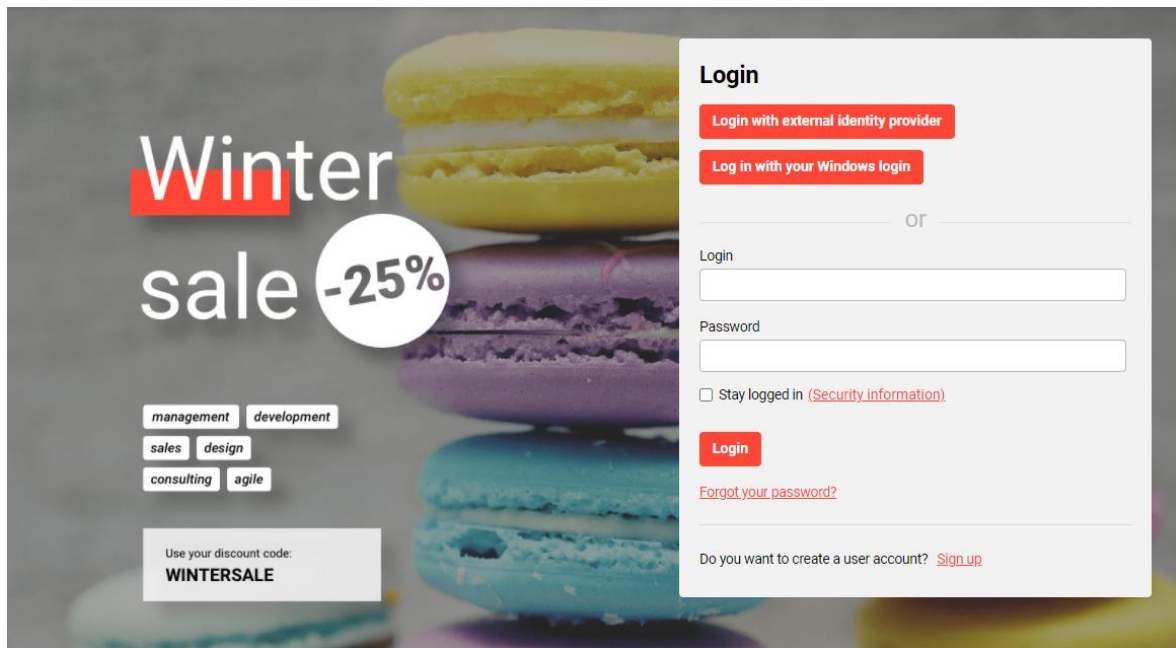 Winter
sale -25%
management development
sales design
consulting agile
Use your discount code:
WINTERSALE
Login
Login with external identity provider
Log in with your Windows login
or
Login
Password
Stay logged in (Security information)
Login
Forgot your password?
Do you want to create a user account? Sign up